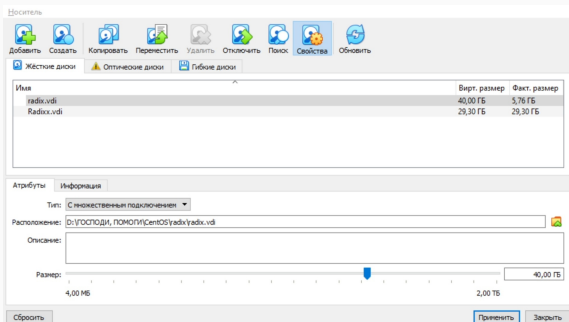 Носитель
Добавить Создать Копировать Переместить Удалить Отключить Поиск Свойства Обновить
Жёсткие диски Оптические диски Гибкие диски
Имя Вирт. размер Факт. размер
radix.vdi 40,00 ГБ 5,76 ГБ
Radixx.vdi 29,30 ГБ 29,30 ГБ
Атрибуты Информация
Тип: С множественным подключением
Расположение: D:\ГОСПОДИ, ПОМОГИ\CentOS\radix\radix.vdi
Описание:
Размер: 40,00 ГБ
4,00 МБ 2,00 ТБ
Сбросить Применить Закрыть